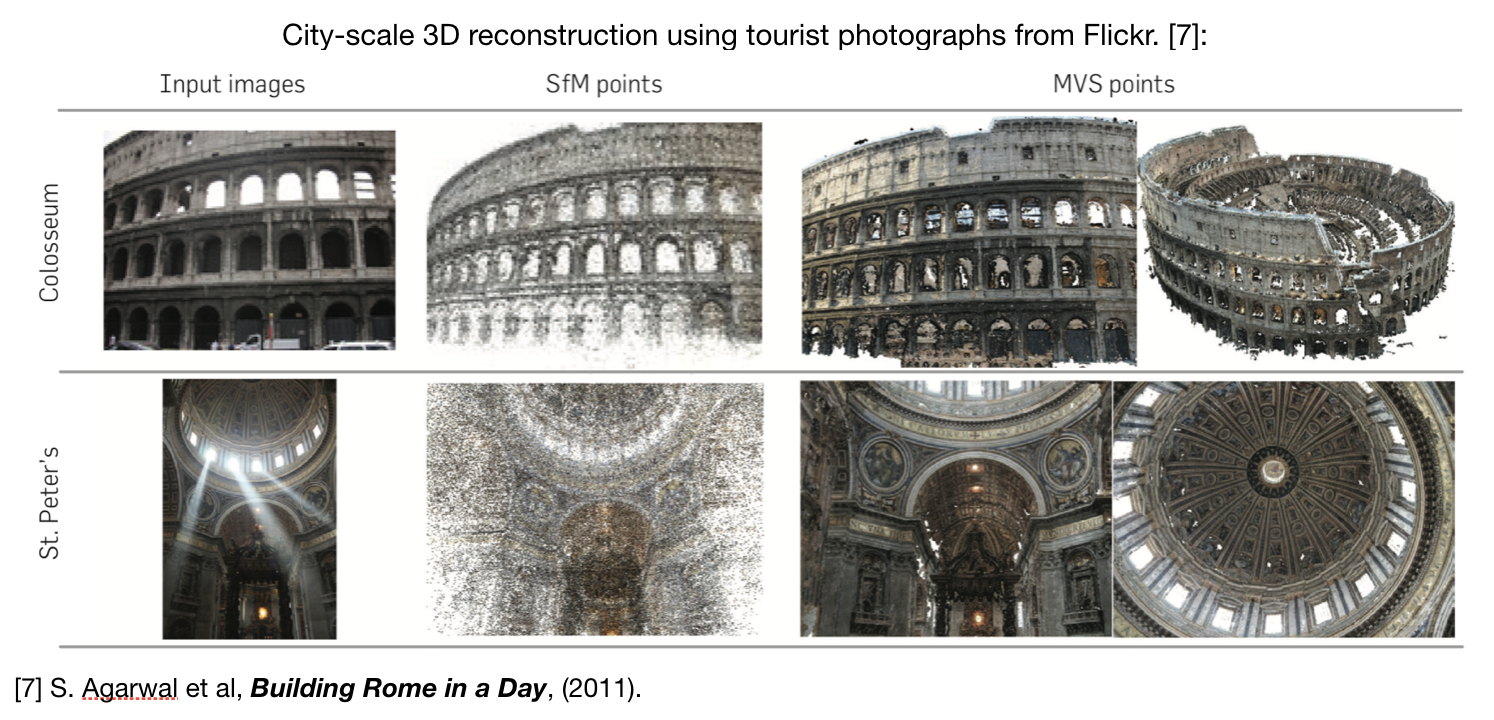 City-scale 3D reconstruction using tourist photographs from Flickr. [7]:
Input images
SfM points
MVS points
Colosseum
St. Peter's
[7] S. Agarwal et al, Building Rome in a Day, (2011).